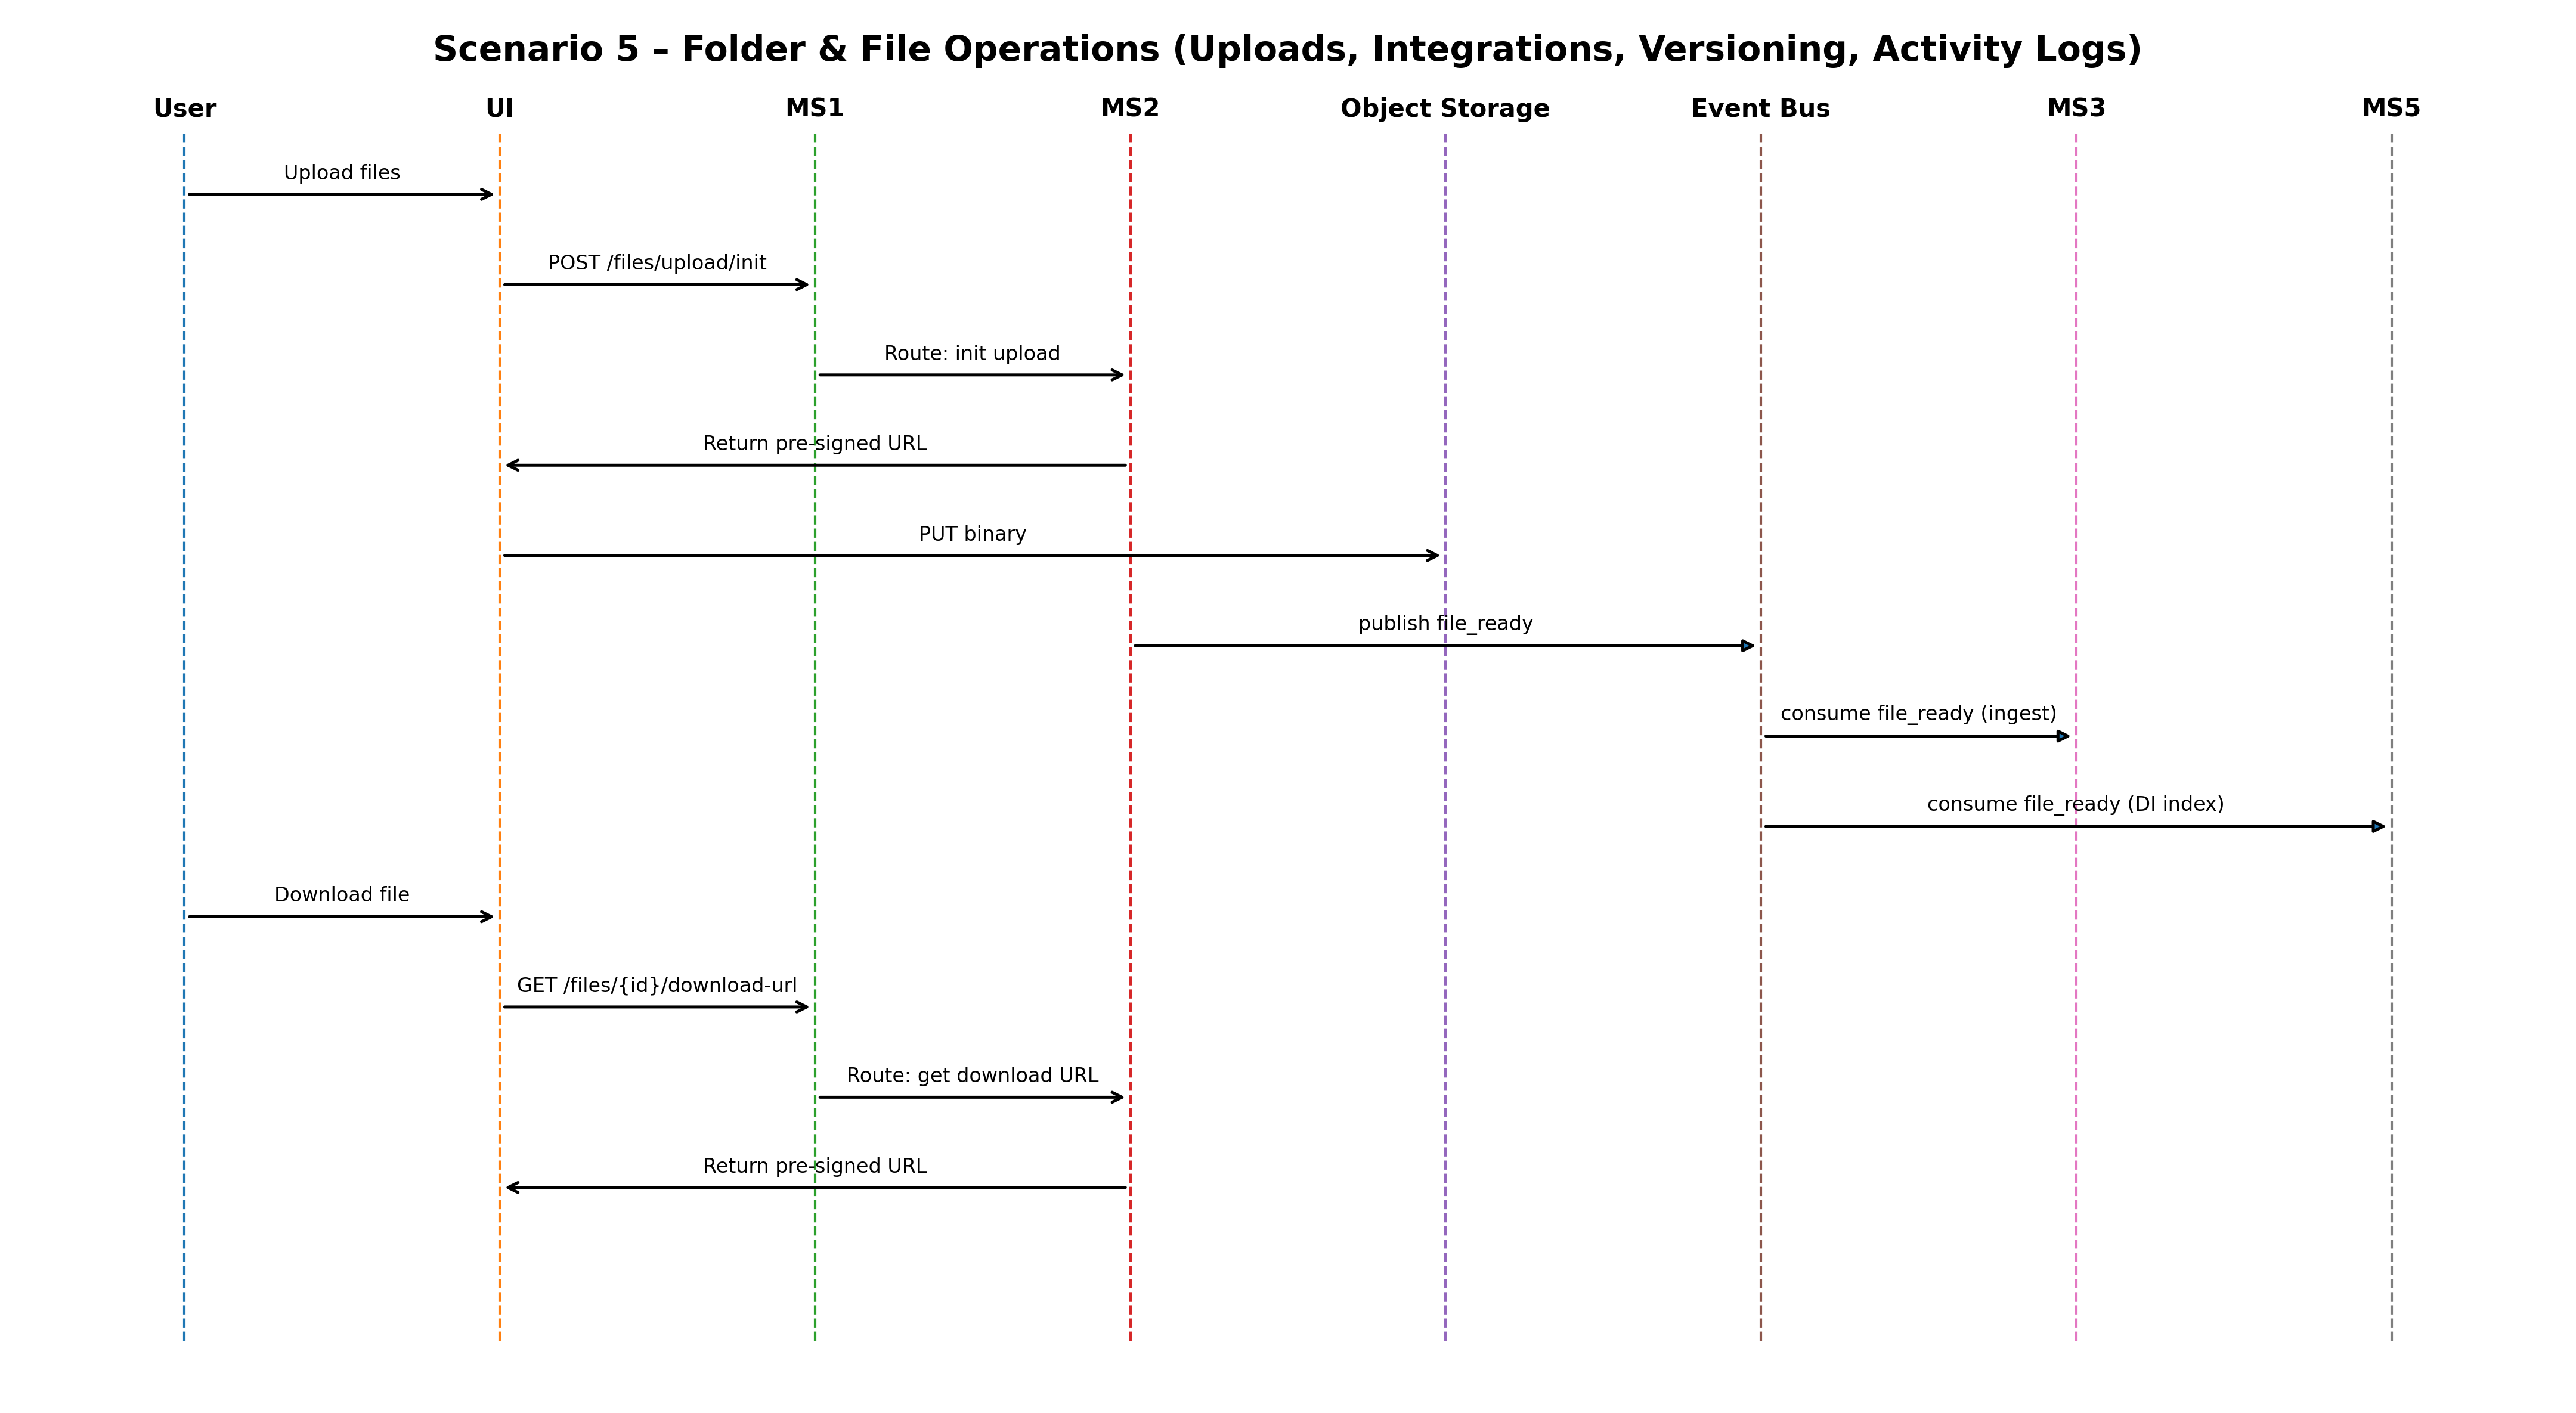 Scenario 5 – Folder & File Operations (Uploads, Integrations, Versioning, Activity Logs)
User
UI
MS1
MS2
Object Storage
Event Bus
MS3
MS5
Upload files
POST /files/upload/init
Route: init upload
Return pre-signed URL
PUT binary
publish file_ready
consume file_ready (ingest)
consume file_ready (DI index)
Download file
GET /files/{id}/download-url
Route: get download URL
Return pre-signed URL